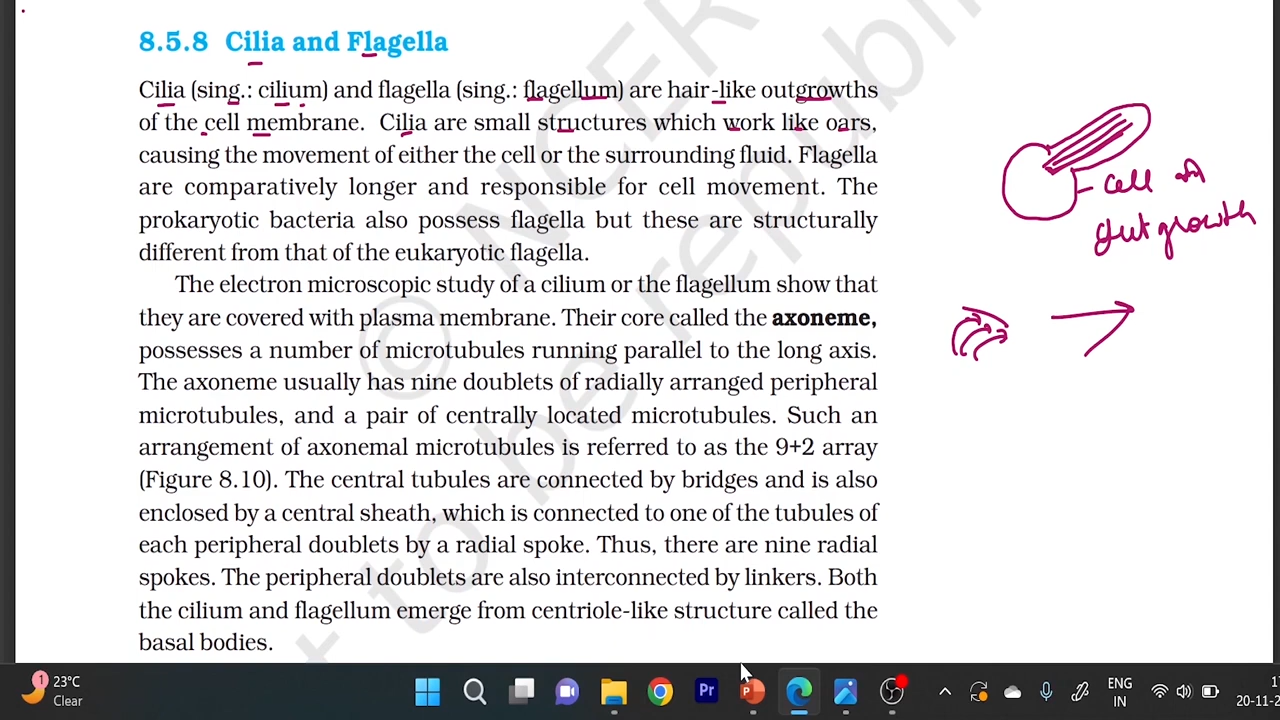 8.5.8 Cilia and Flagella
Cilia (sing.: cilium) and flagella (sing.: flagellum) are hair-like outgrowths
of the cell membrane. Cilia are small structures which work like oars,
causing the movement of either the cell or the surrounding fluid. Flagella
are comparatively longer and responsible for cell movement. The
prokaryotic bacteria also possess flagella but these are structurally
different from that of the eukaryotic flagella.
The electron microscopic study of a cilium or the flagellum show that
they are covered with plasma membrane. Their core called the axoneme,
possesses a number of microtubules running parallel to the long axis.
The axoneme usually has nine doublets of radially arranged peripheral
microtubules, and a pair of centrally located microtubules. Such an
arrangement of axonemal microtubules is referred to as the 9+2 array
(Figure 8.10). The central tubules are connected by bridges and is also
enclosed by a central sheath, which is connected to one of the tubules of
each peripheral doublets by a radial spoke. Thus, there are nine radial
spokes. The peripheral doublets are also interconnected by linkers. Both
the cilium and flagellum emerge from centriole-like structure called the
basal bodies.
cell
outgrowth
© NCERT
not to be republi
1
23°C
Clear
Pr
ENG
IN
20-11-2